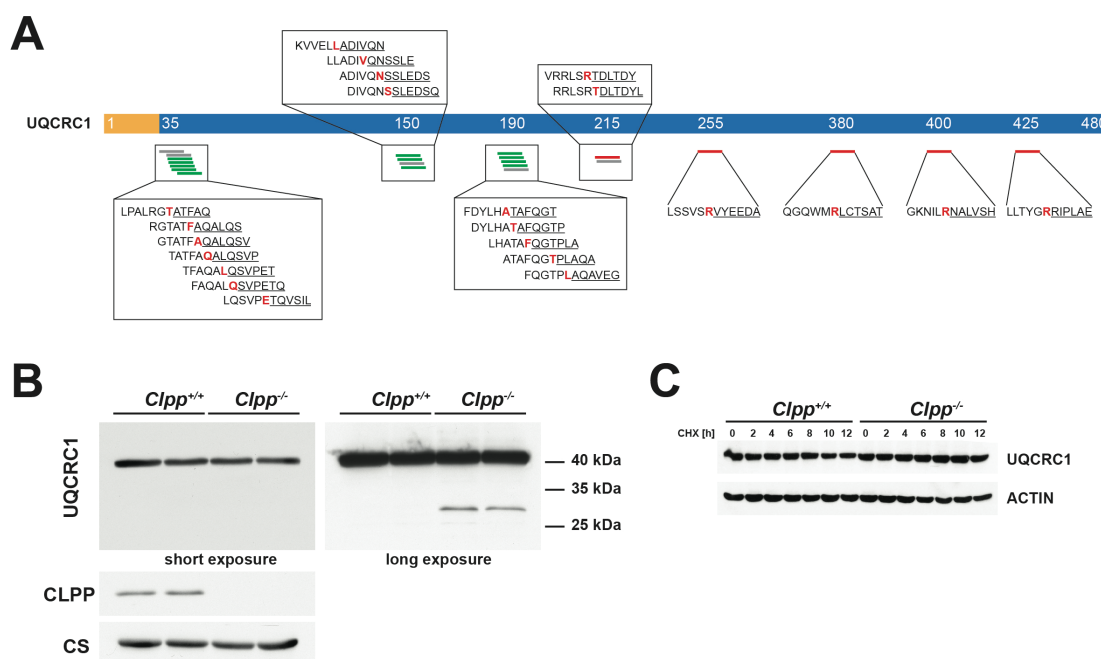 A
KVVELLADIVQN
LLADIVQNSSLE
ADIVQNSSLEDS
DIVQNSSLEDSQ
VRRLSRTDLTDY
RRLSRTDLTDYL
UQCRC1
1 35 150 190 215 255 380 400 425 480
LPALRGTATFAQ
RGTATFAQALQS
GTATFAQALQSV
TATFAQALQSVP
TFAQALQSVPET
FAQALQSVPETQ
LQSVPETQVSIL
FDYLHATAFQGT
DYLHATAFQGTP
LHATAFQGTPLA
ATAFQGTPLAQA
FQGTPLAQAVEG
LSSVSRVYEEDA
QGQWMRLCTSAT
GKNILRNALVSH
LLTYGRRIPLAE
B
Clpp+/+ Clpp-/- Clpp+/+ Clpp-/-
UQCRC1
40 kDa
35 kDa
25 kDa
short exposure long exposure
CLPP
CS
C
Clpp+/+ Clpp-/-
CHX [h] 0 2 4 6 8 10 12 0 2 4 6 8 10 12
UQCRC1
ACTIN